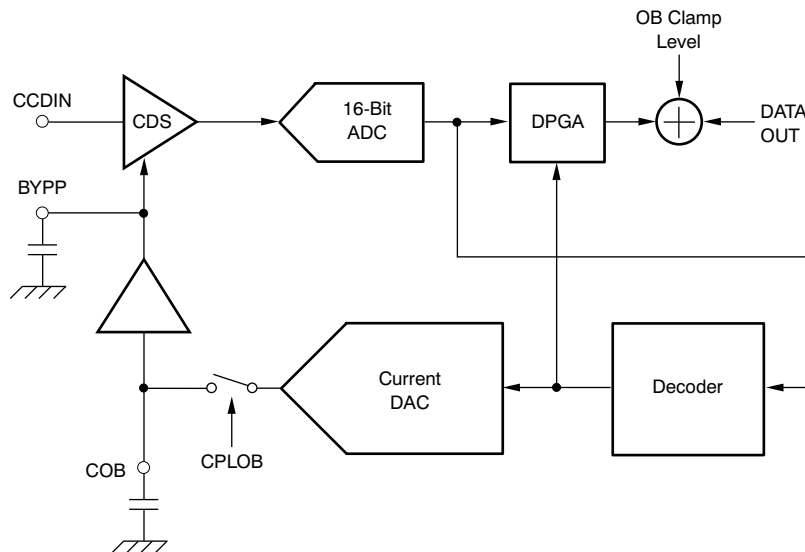 OB Clamp
Level
CCDIN
CDS
16-Bit
ADC
DPGA
DATA
OUT
BYPP
Current
DAC
Decoder
COB
CPLOB